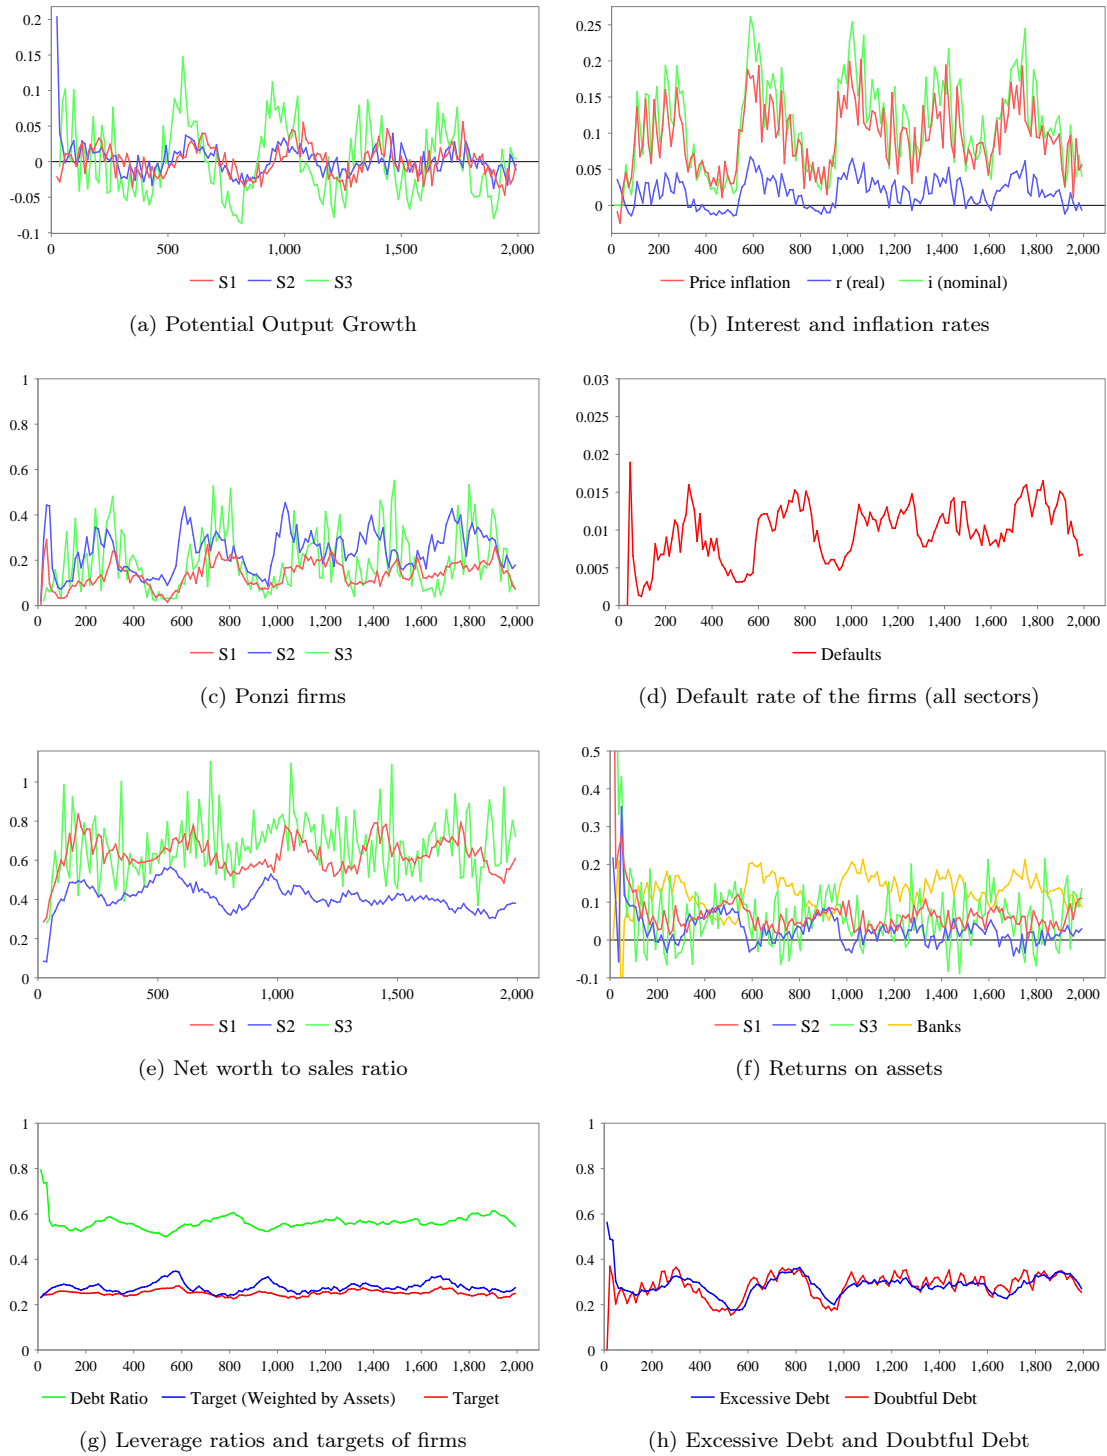 0.2
0.15
0.1
0.05
0
-0.05
-0.1
500
1,000
1,500
2,000
S1 S2 S3
(a) Potential Output Growth
0.25
0.2
0.15
0.1
0.05
0
200 400 600 800 1,000 1,200 1,400 1,600 1,800 2,000
Price inflation r (real) i (nominal)
(b) Interest and inflation rates
1
0.8
0.6
0.4
0.2
0
0 200 400 600 800 1,000 1,200 1,400 1,600 1,800 2,000
S1 S2 S3
(c) Ponzi firms
0.03
0.025
0.02
0.015
0.01
0.005
0
0 200 400 600 800 1,000 1,200 1,400 1,600 1,800 2,000
Defaults
(d) Default rate of the firms (all sectors)
1
0.8
0.6
0.4
0.2
0
0 500 1,000 1,500 2,000
S1 S2 S3
(e) Net worth to sales ratio
0.5
0.4
0.3
0.2
0.1
0
-0.1
0 200 400 600 800 1,000 1,200 1,400 1,600 1,800 2,000
S1 S2 S3 Banks
(f) Returns on assets
1
0.8
0.6
0.4
0.2
0
0 200 400 600 800 1,000 1,200 1,400 1,600 1,800 2,000
Debt Ratio Target (Weighted by Assets) Target
(g) Leverage ratios and targets of firms
1
0.8
0.6
0.4
0.2
0
0 200 400 600 800 1,000 1,200 1,400 1,600 1,800 2,000
Excessive Debt Doubtful Debt
(h) Excessive Debt and Doubtful Debt